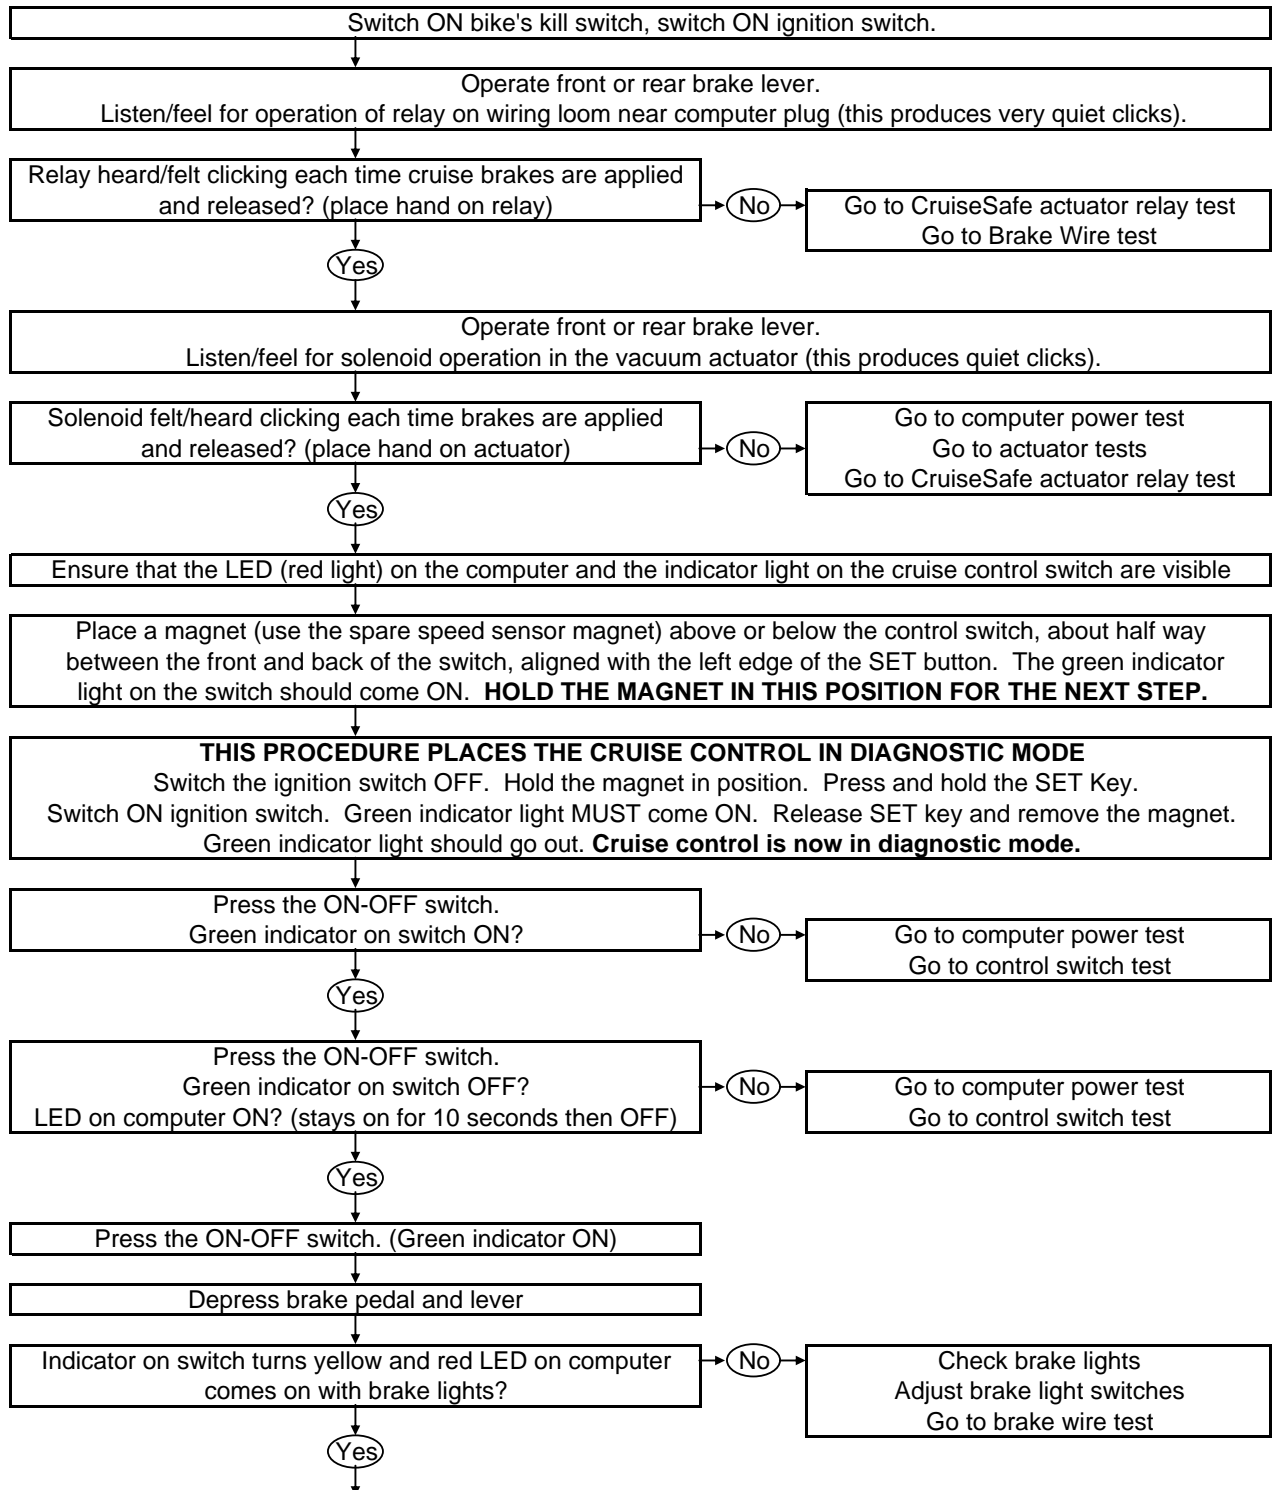 Switch ON bike's kill switch, switch ON ignition switch.
Operate front or rear brake lever.
Listen/feel for operation of relay on wiring loom near computer plug (this produces very quiet clicks).
Relay heard/felt clicking each time cruise brakes are applied
and released? (place hand on relay)
No
Go to CruiseSafe actuator relay test
Go to Brake Wire test
Yes
Operate front or rear brake lever.
Listen/feel for solenoid operation in the vacuum actuator (this produces quiet clicks).
Solenoid felt/heard clicking each time brakes are applied
and released? (place hand on actuator)
No
Go to computer power test
Go to actuator tests
Go to CruiseSafe actuator relay test
Yes
Ensure that the LED (red light) on the computer and the indicator light on the cruise control switch are visible
Place a magnet (use the spare speed sensor magnet) above or below the control switch, about half way
between the front and back of the switch, aligned with the left edge of the SET button.  The green indicator
light on the switch should come ON.  HOLD THE MAGNET IN THIS POSITION FOR THE NEXT STEP.
THIS PROCEDURE PLACES THE CRUISE CONTROL IN DIAGNOSTIC MODE
Switch the ignition switch OFF.  Hold the magnet in position.  Press and hold the SET Key.
Switch ON ignition switch.  Green indicator light MUST come ON.  Release SET key and remove the magnet.
Green indicator light should go out. Cruise control is now in diagnostic mode.
Press the ON-OFF switch.
Green indicator on switch ON?
No
Go to computer power test
Go to control switch test
Yes
Press the ON-OFF switch.
Green indicator on switch OFF?
LED on computer ON? (stays on for 10 seconds then OFF)
No
Go to computer power test
Go to control switch test
Yes
Press the ON-OFF switch. (Green indicator ON)
Depress brake pedal and lever
Indicator on switch turns yellow and red LED on computer
comes on with brake lights?
No
Check brake lights
Adjust brake light switches
Go to brake wire test
Yes